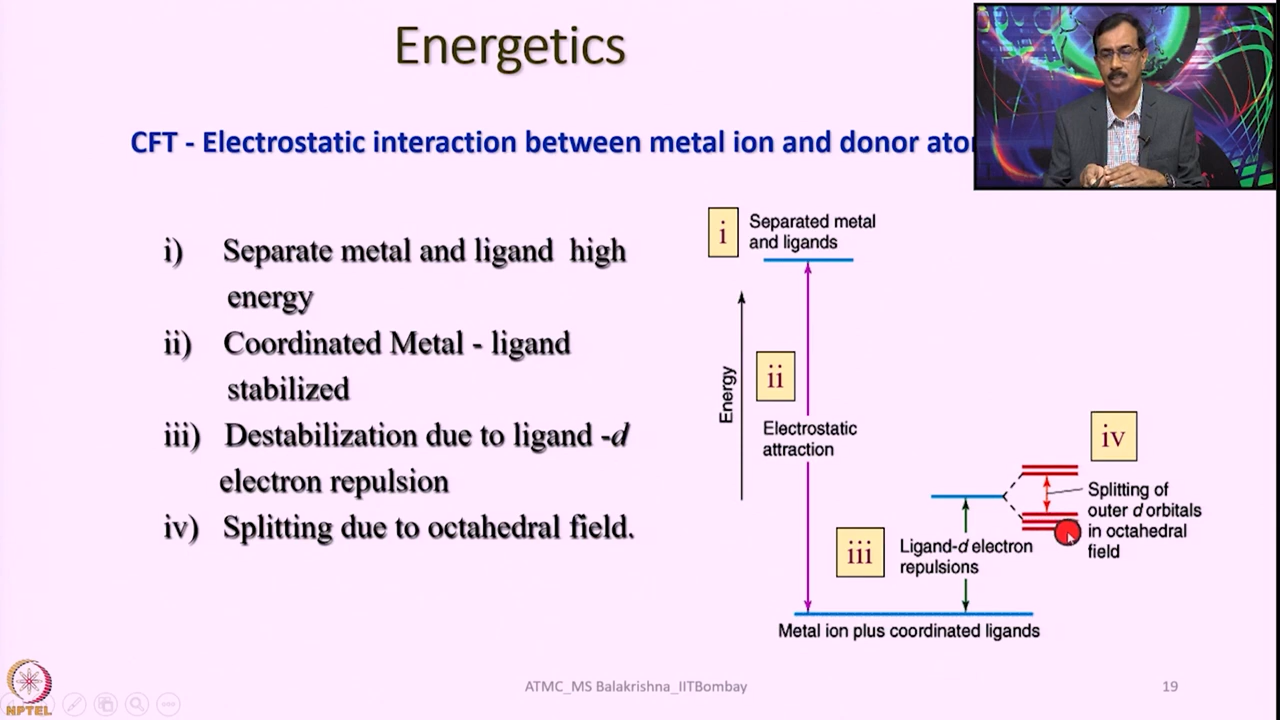 Energetics
CFT - Electrostatic interaction between metal ion and donor
i) Separate metal and ligand high
energy
ii) Coordinated Metal - ligand
stabilized
iii) Destabilization due to ligand -d
electron repulsion
iv) Splitting due to octahedral field.
i
Separated metal
and ligands
ii
Energy
Electrostatic
attraction
iii
Ligand-d electron
repulsions
iv
Splitting of
outer d orbitals
in octahedral
field
Metal ion plus coordinated ligands
NPTEL
ATMC_MS Balakrishna_IITBombay
19